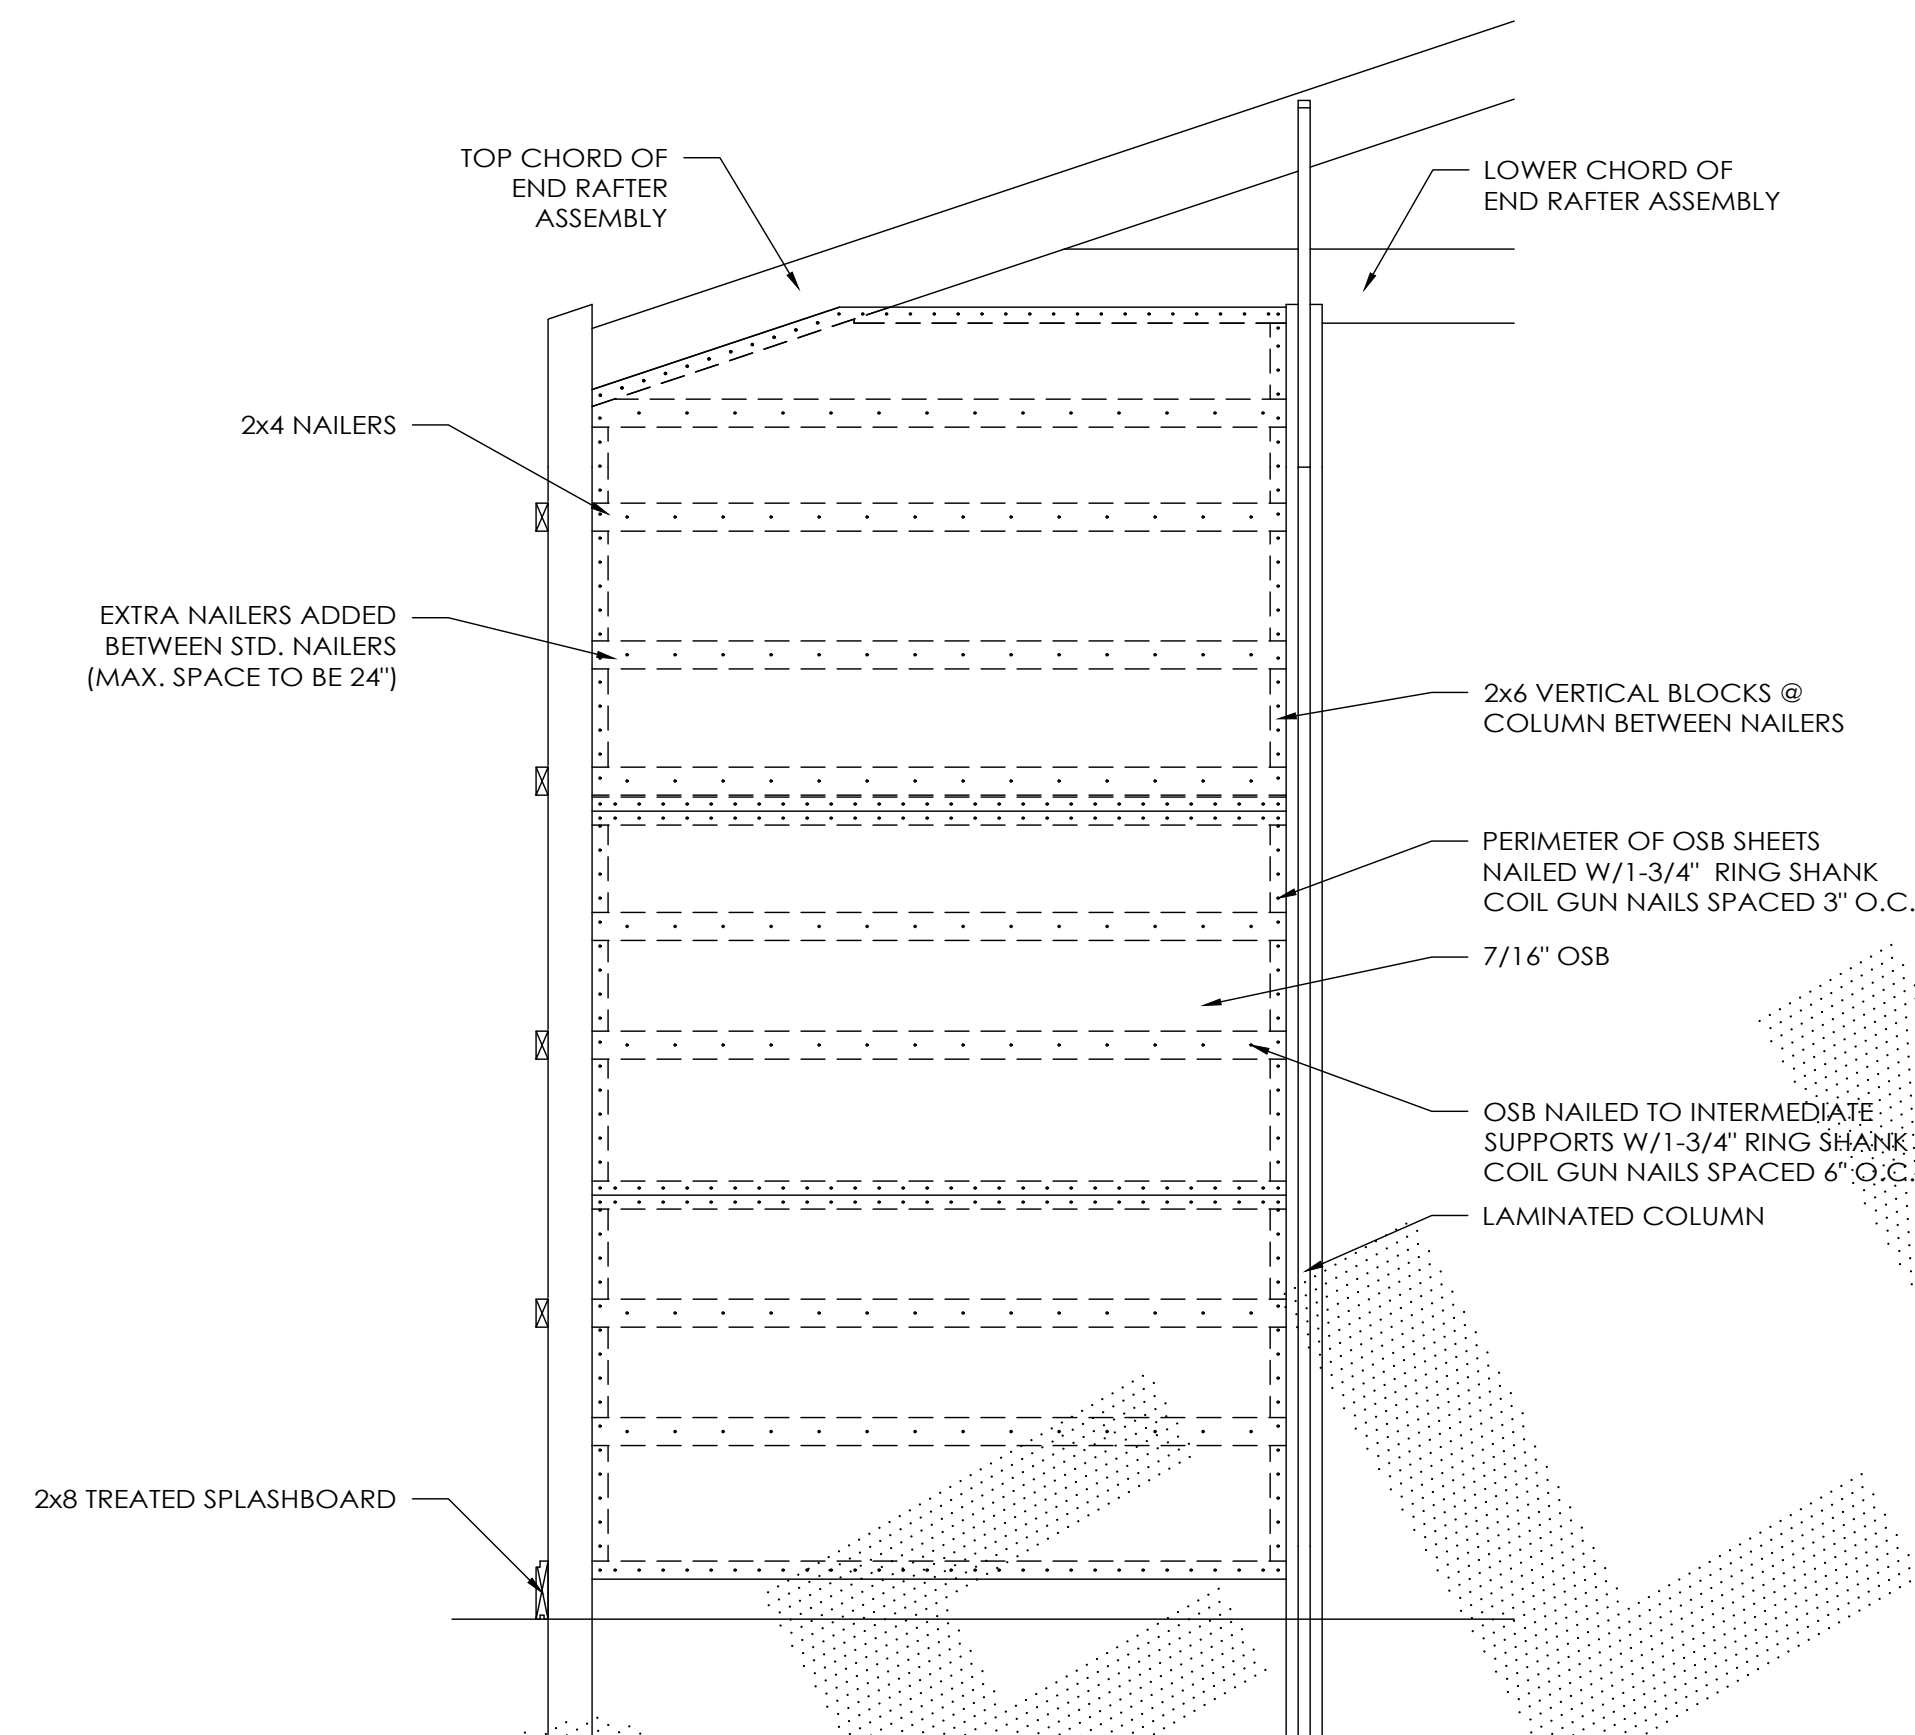 TOP CHORD OF
END RAFTER
ASSEMBLY
LOWER CHORD OF
END RAFTER ASSEMBLY
2x4 NAILERS
EXTRA NAILERS ADDED
BETWEEN STD. NAILERS
(MAX. SPACE TO BE 24")
2x6 VERTICAL BLOCKS @
COLUMN BETWEEN NAILERS
PERIMETER OF OSB SHEETS
NAILED W/1-3/4" RING SHANK
COIL GUN NAILS SPACED 3" O.C.
7/16" OSB
OSB NAILED TO INTERMEDIATE
SUPPORTS W/1-3/4" RING SHANK
COIL GUN NAILS SPACED 6" O.C.
LAMINATED COLUMN
2x8 TREATED SPLASHBOARD